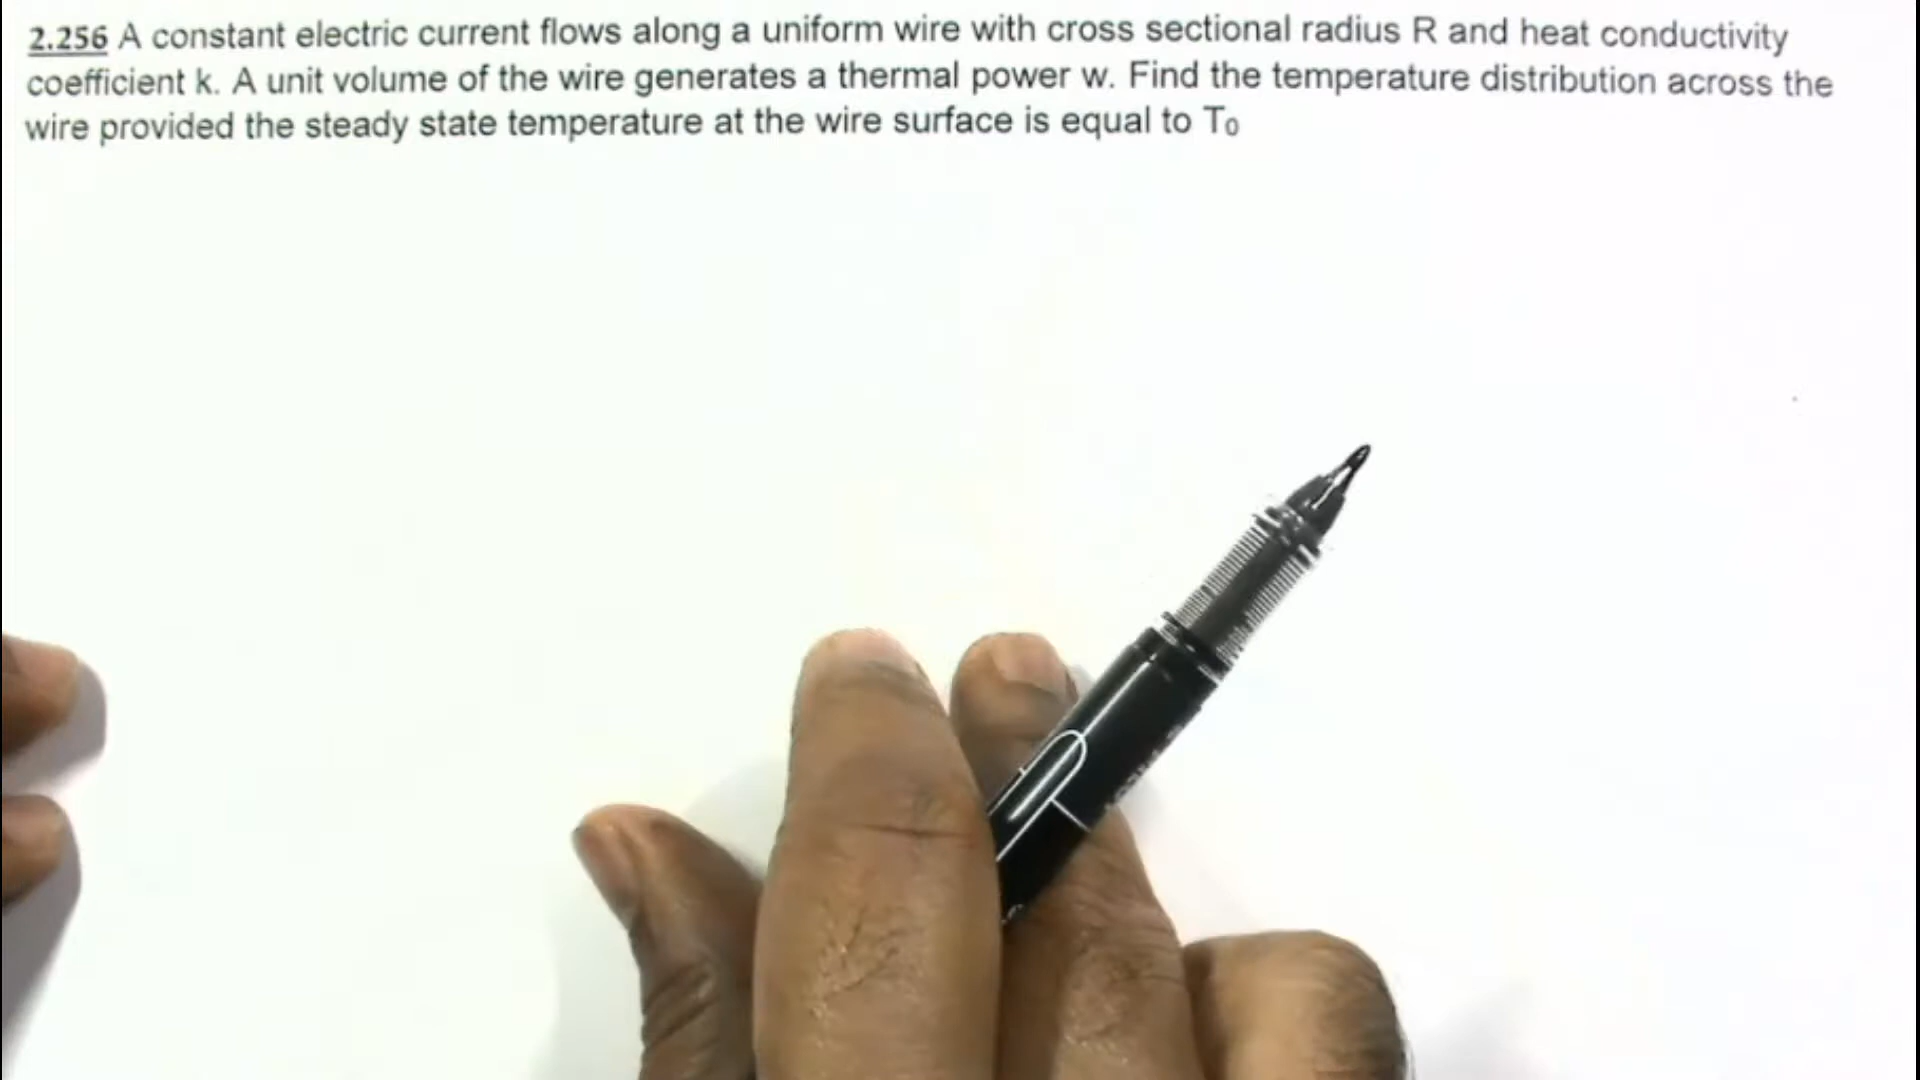 2.256 A constant electric current flows along a uniform wire with cross sectional radius R and heat conductivity
coefficient k. A unit volume of the wire generates a thermal power w. Find the temperature distribution across the
wire provided the steady state temperature at the wire surface is equal to T₀